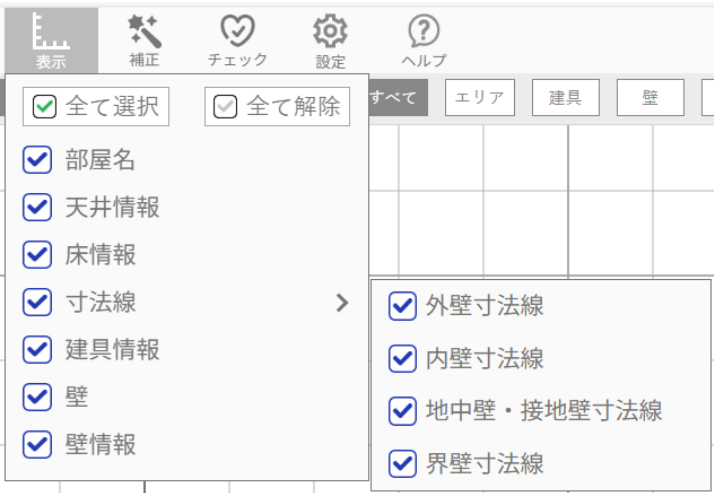 表示
補正
チェック
設定
ヘルプ
全て選択
全て解除
すべて
エリア
建具
壁
部屋名
天井情報
床情報
寸法線
建具情報
壁
壁情報
外壁寸法線
内壁寸法線
地中壁・接地壁寸法線
界壁寸法線